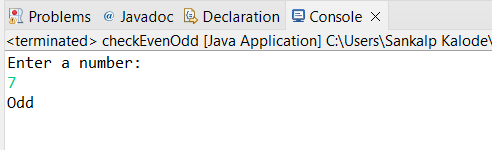 Problems @ Javadoc Declaration Console
<terminated> checkEvenOdd [Java Application] C:\Users\Sankalp Kalode\
Enter a number:
7
Odd